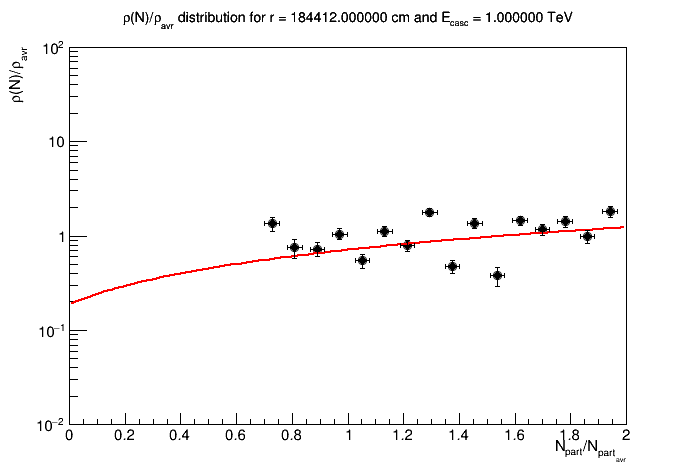 ρ(N)/ρavr distribution for r = 184412.000000 cm and Ecasc = 1.000000 TeV
ρ(N)/ρavr
10²
10
1
10⁻¹
10⁻²
0 0.2 0.4 0.6 0.8 1 1.2 1.4 1.6 1.8 2
Npart/Npartavr